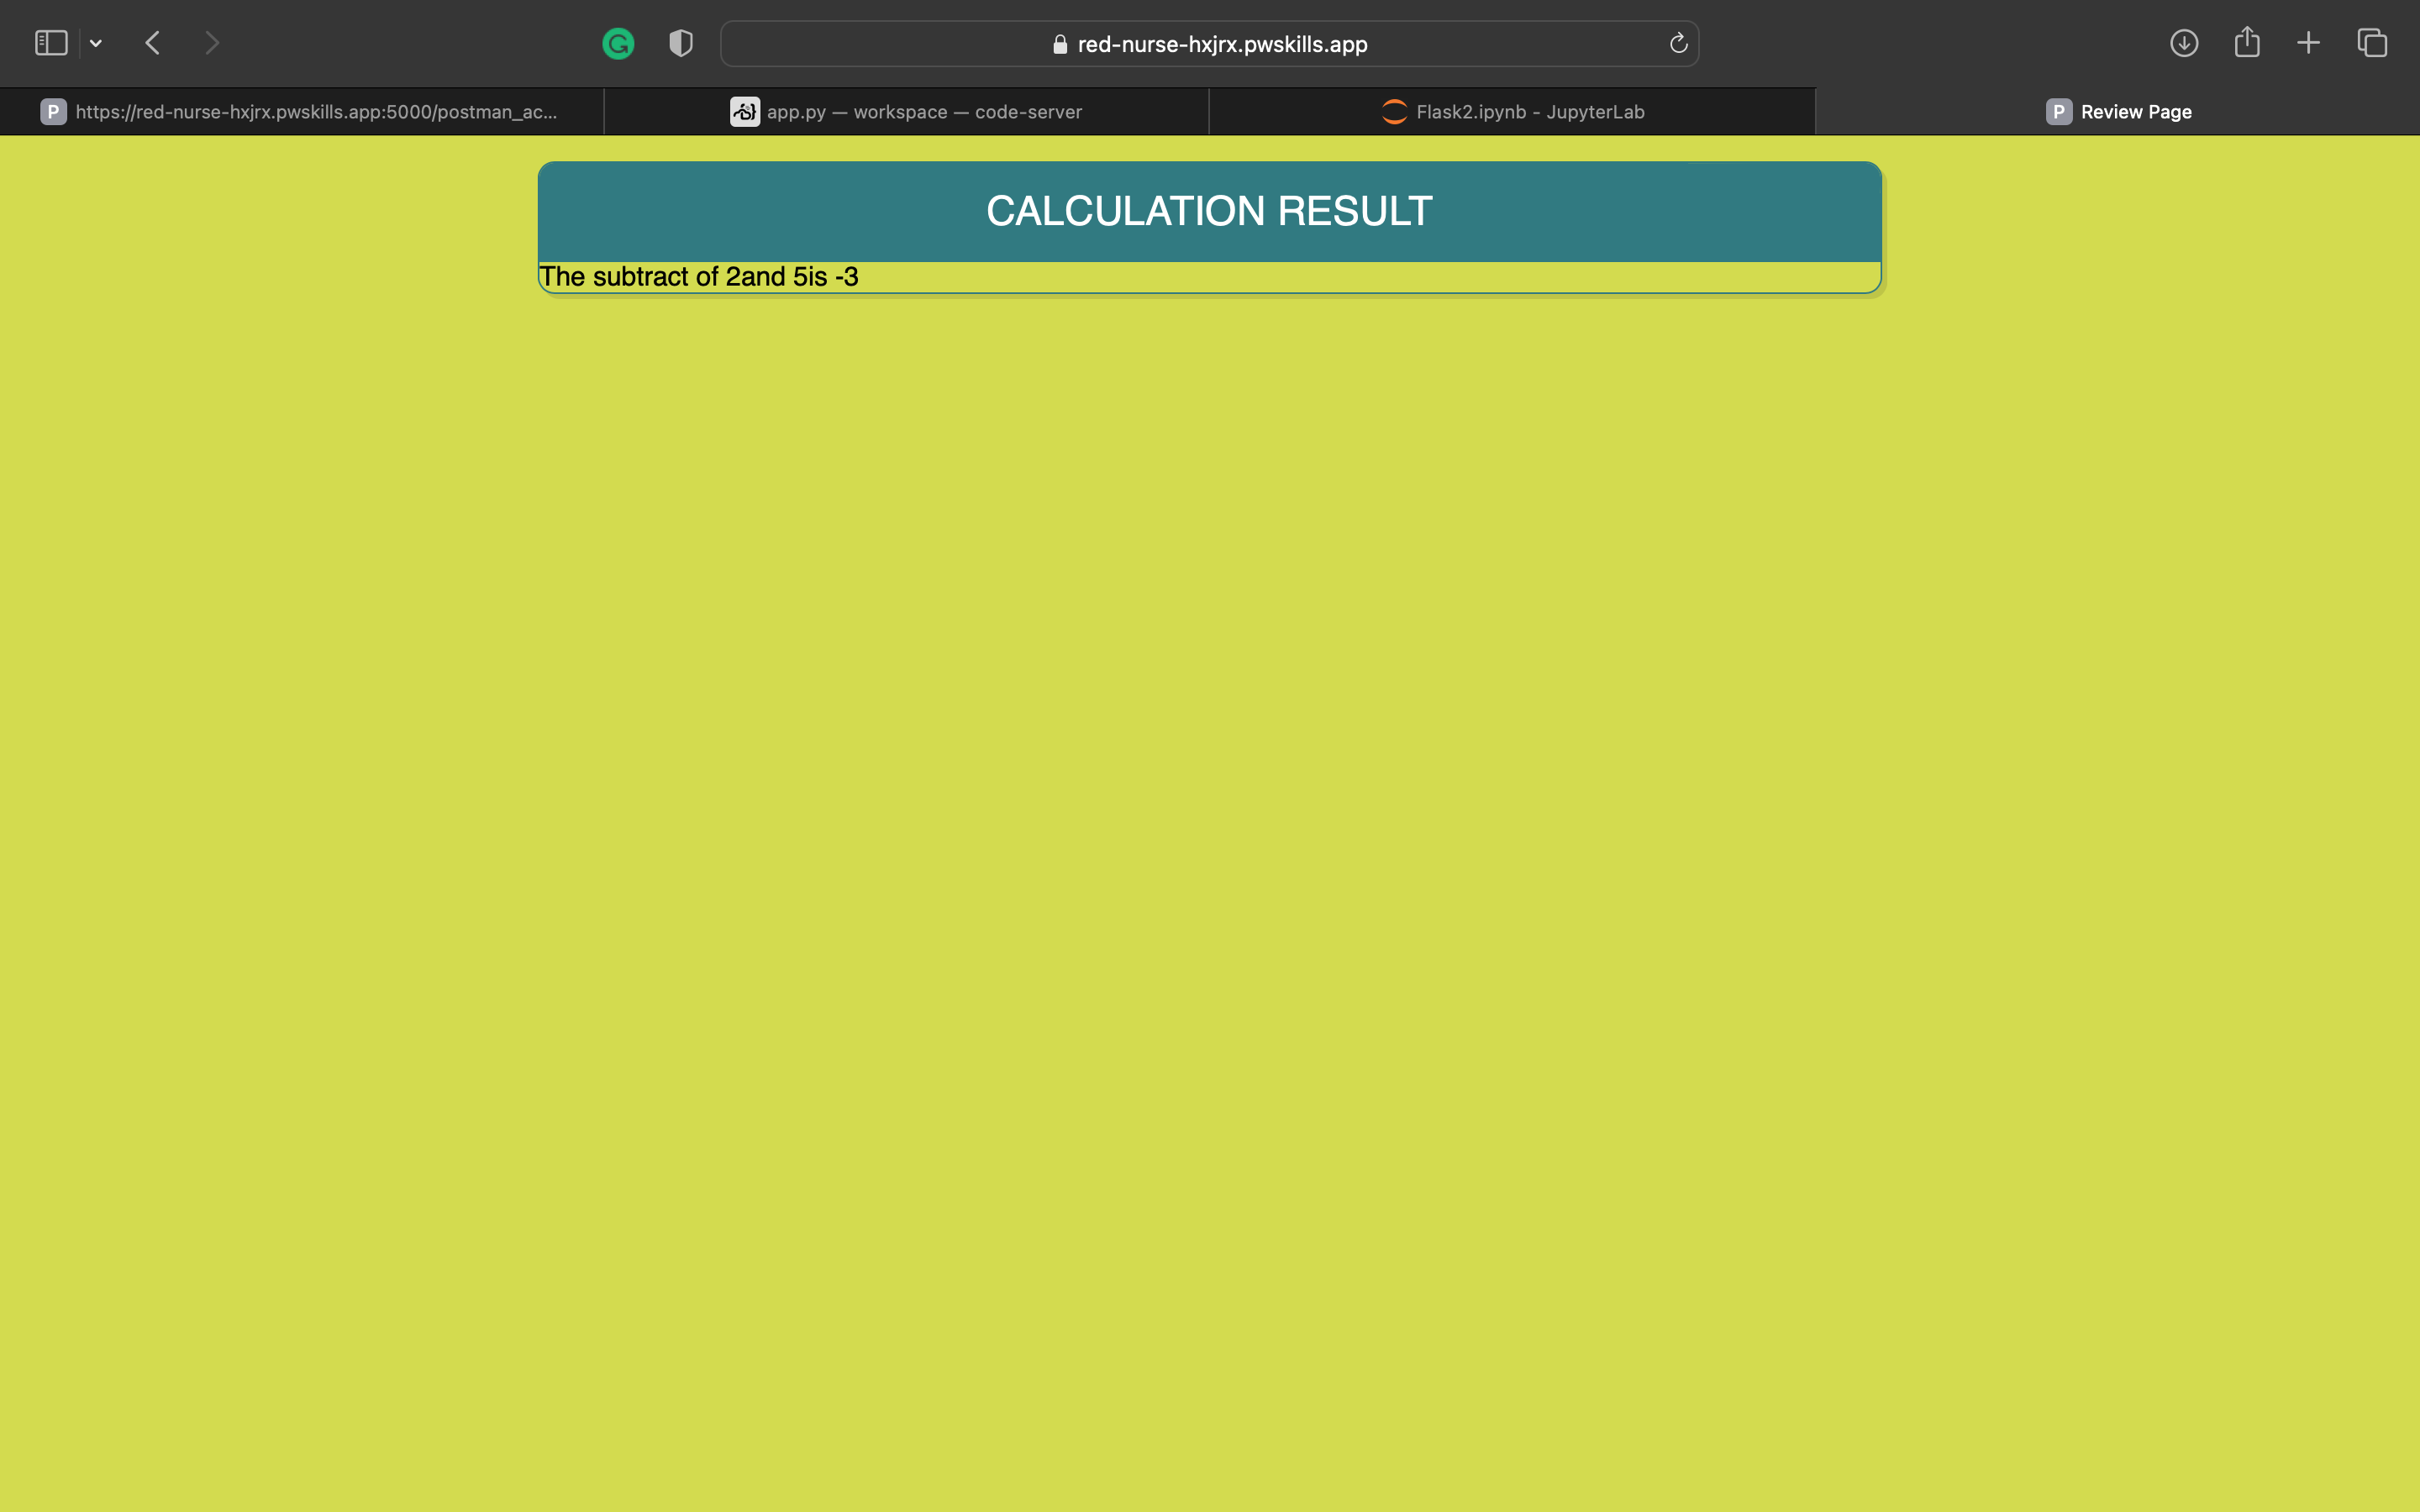 red-nurse-hxjrx.pwskills.app
P https://red-nurse-hxjrx.pwskills.app:5000/postman_ac...
app.py — workspace — code-server
Flask2.ipynb - JupyterLab
P Review Page
CALCULATION RESULT
The subtract of 2and 5is -3